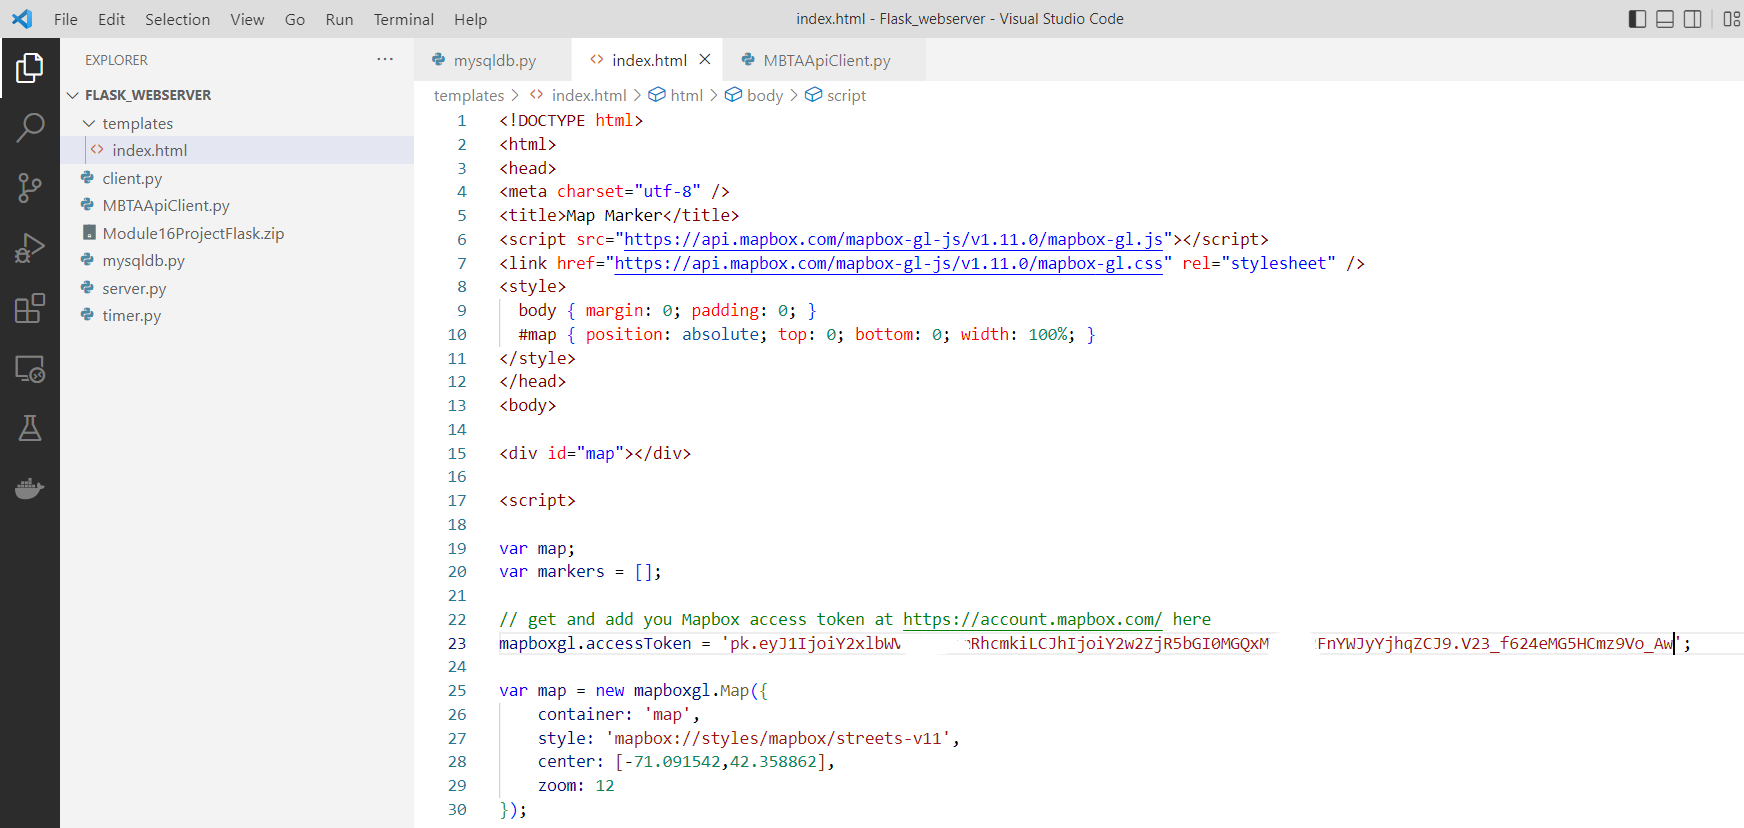 File Edit Selection View Go Run Terminal Help
index.html - Flask_webserver - Visual Studio Code
EXPLORER
FLASK_WEBSERVER
templates
index.html
client.py
MBTAApiClient.py
Module16ProjectFlask.zip
mysqldb.py
server.py
timer.py
mysqldb.py index.html MBTAApiClient.py
templates > index.html > html > body > script
1 <!DOCTYPE html>
2 <html>
3 <head>
4 <meta charset="utf-8" />
5 <title>Map Marker</title>
6 <script src="https://api.mapbox.com/mapbox-gl-js/v1.11.0/mapbox-gl.js"></script>
7 <link href="https://api.mapbox.com/mapbox-gl-js/v1.11.0/mapbox-gl.css" rel="stylesheet" />
8 <style>
9 body { margin: 0; padding: 0; }
10 #map { position: absolute; top: 0; bottom: 0; width: 100%; }
11 </style>
12 </head>
13 <body>
14
15 <div id="map"></div>
16
17 <script>
18
19 var map;
20 var markers = [];
21
22 // get and add you Mapbox access token at https://account.mapbox.com/ here
23 mapboxgl.accessToken = 'pk.eyJ1IjoiY2xlbW RhcmkiLCJhIjoiY2w2ZjR5bGI0MGQxM FnYWJyYjhqZCJ9.V23_f624eMG5HCmz9Vo_Aw';
24
25 var map = new mapboxgl.Map({
26 container: 'map',
27 style: 'mapbox://styles/mapbox/streets-v11',
28 center: [-71.091542,42.358862],
29 zoom: 12
30 });